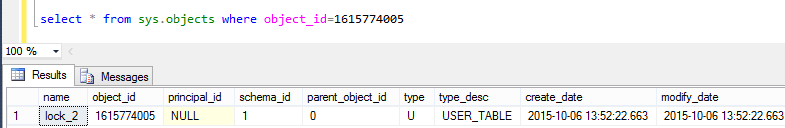 select * from sys.objects where object_id=1615774005
100 %
Results Messages
name object_id principal_id schema_id parent_object_id type type_desc create_date modify_date
1 lock_2 1615774005 NULL 1 0 U USER_TABLE 2015-10-06 13:52:22.663 2015-10-06 13:52:22.663